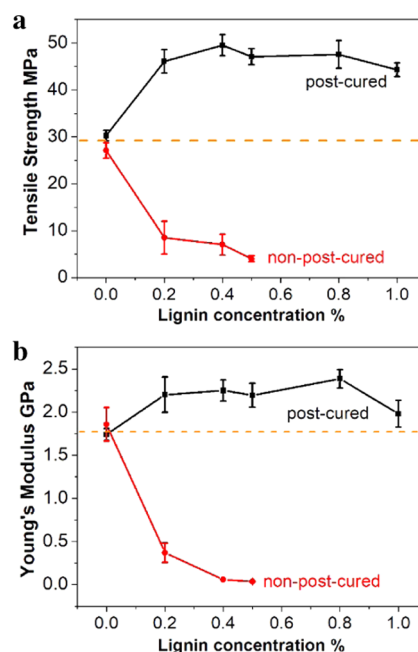 a
Tensile Strength MPa
50
40
30
20
10
0
post-cured
non-post-cured
0.0 0.2 0.4 0.6 0.8 1.0
Lignin concentration %
b
Young's Modulus GPa
2.5
2.0
1.5
1.0
0.5
0.0
post-cured
non-post-cured
0.0 0.2 0.4 0.6 0.8 1.0
Lignin concentration %